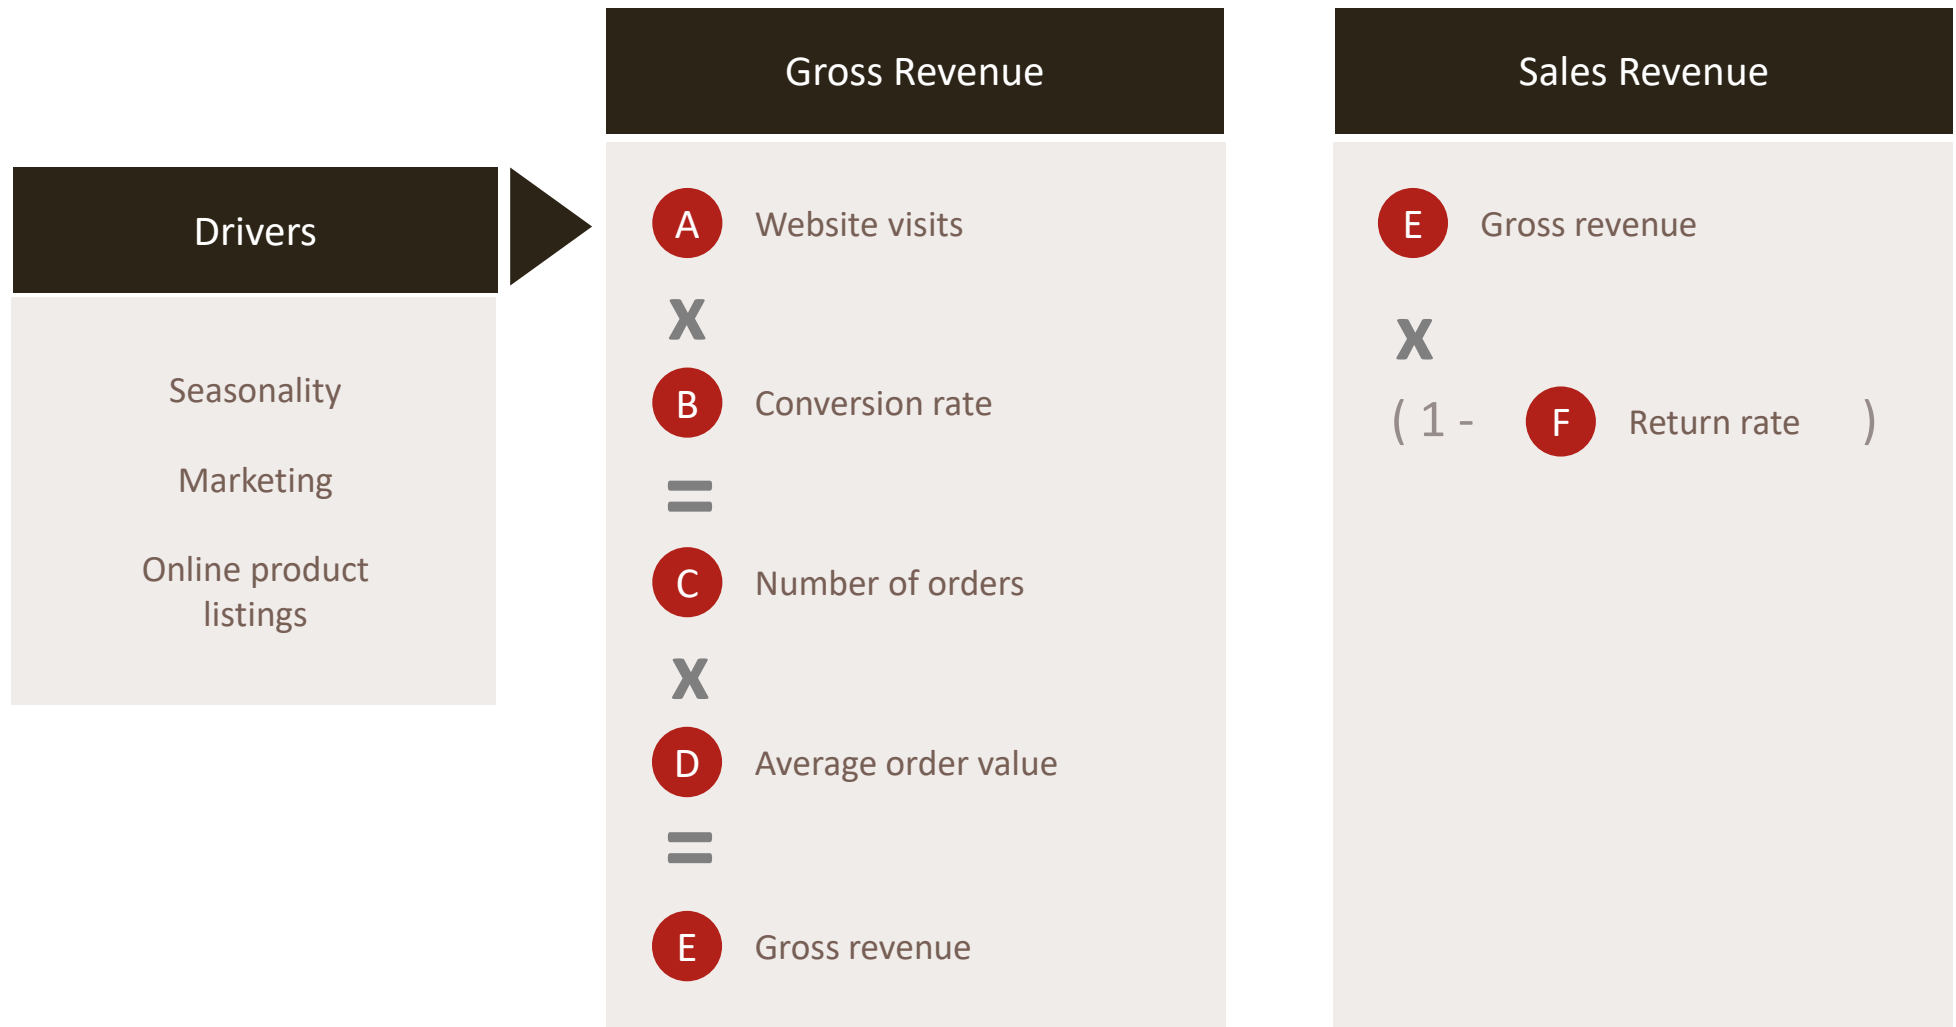 Drivers
Seasonality
Marketing
Online product
listings
Gross Revenue
A Website visits
x
B Conversion rate
=
C Number of orders
x
D Average order value
=
E Gross revenue
Sales Revenue
E Gross revenue
x
( 1 - F Return rate )